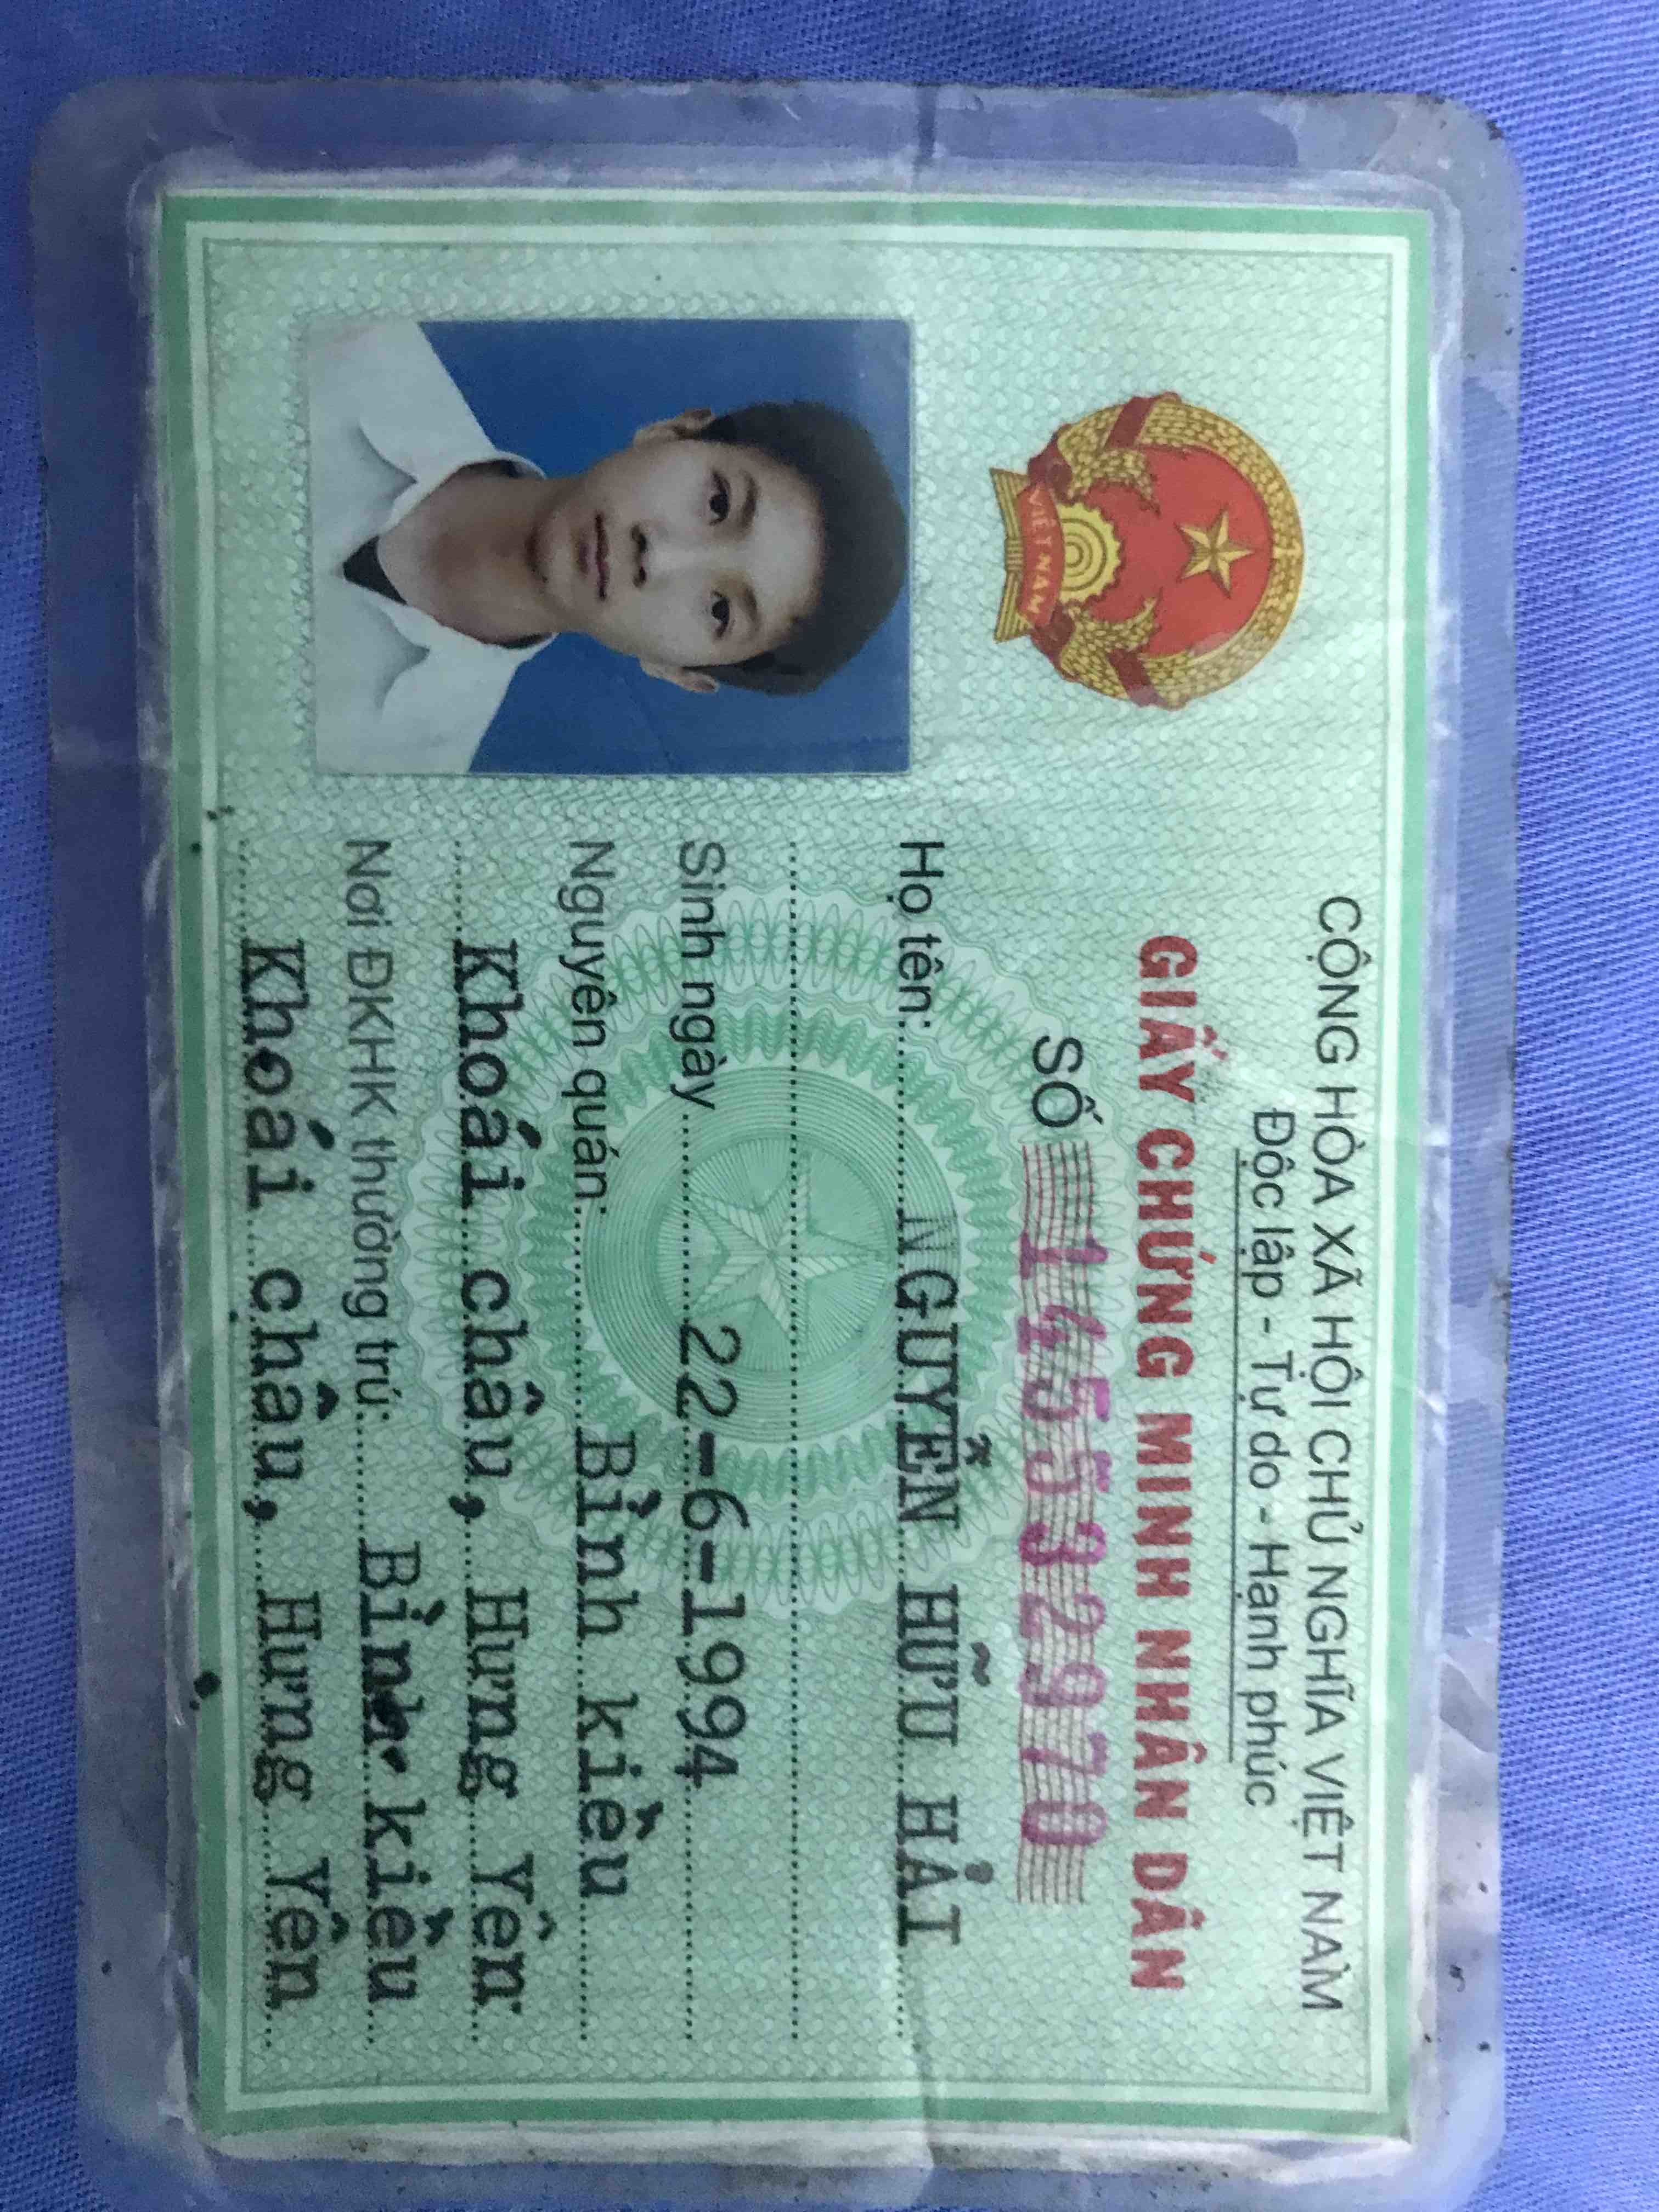 CỘNG HÒA XÃ HỘI CHỦ NGHĨA VIỆT NAM
Độc lập - Tự do - Hạnh phúc
GIẤY CHỨNG MINH NHÂN DÂN
SỐ 145532970
Họ tên: NGUYỄN HỮU HẢI
Sinh ngày 22-6-1994
Nguyên quán: Bình kiều
Khoái châu, Hưng Yên
Nơi ĐKHK thường trú: Bình kiều
Khoái châu, Hưng Yên
VIỆT NAM